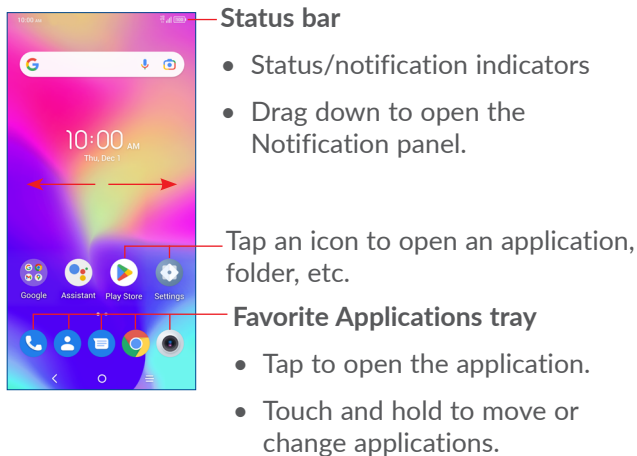 10:00 AM
Status bar
• Status/notification indicators
• Drag down to open the
Notification panel.
G
10:00 AM
Thu, Dec 1
Tap an icon to open an application,
folder, etc.
Google Assistant Play Store Settings
Favorite Applications tray
• Tap to open the application.
• Touch and hold to move or
change applications.